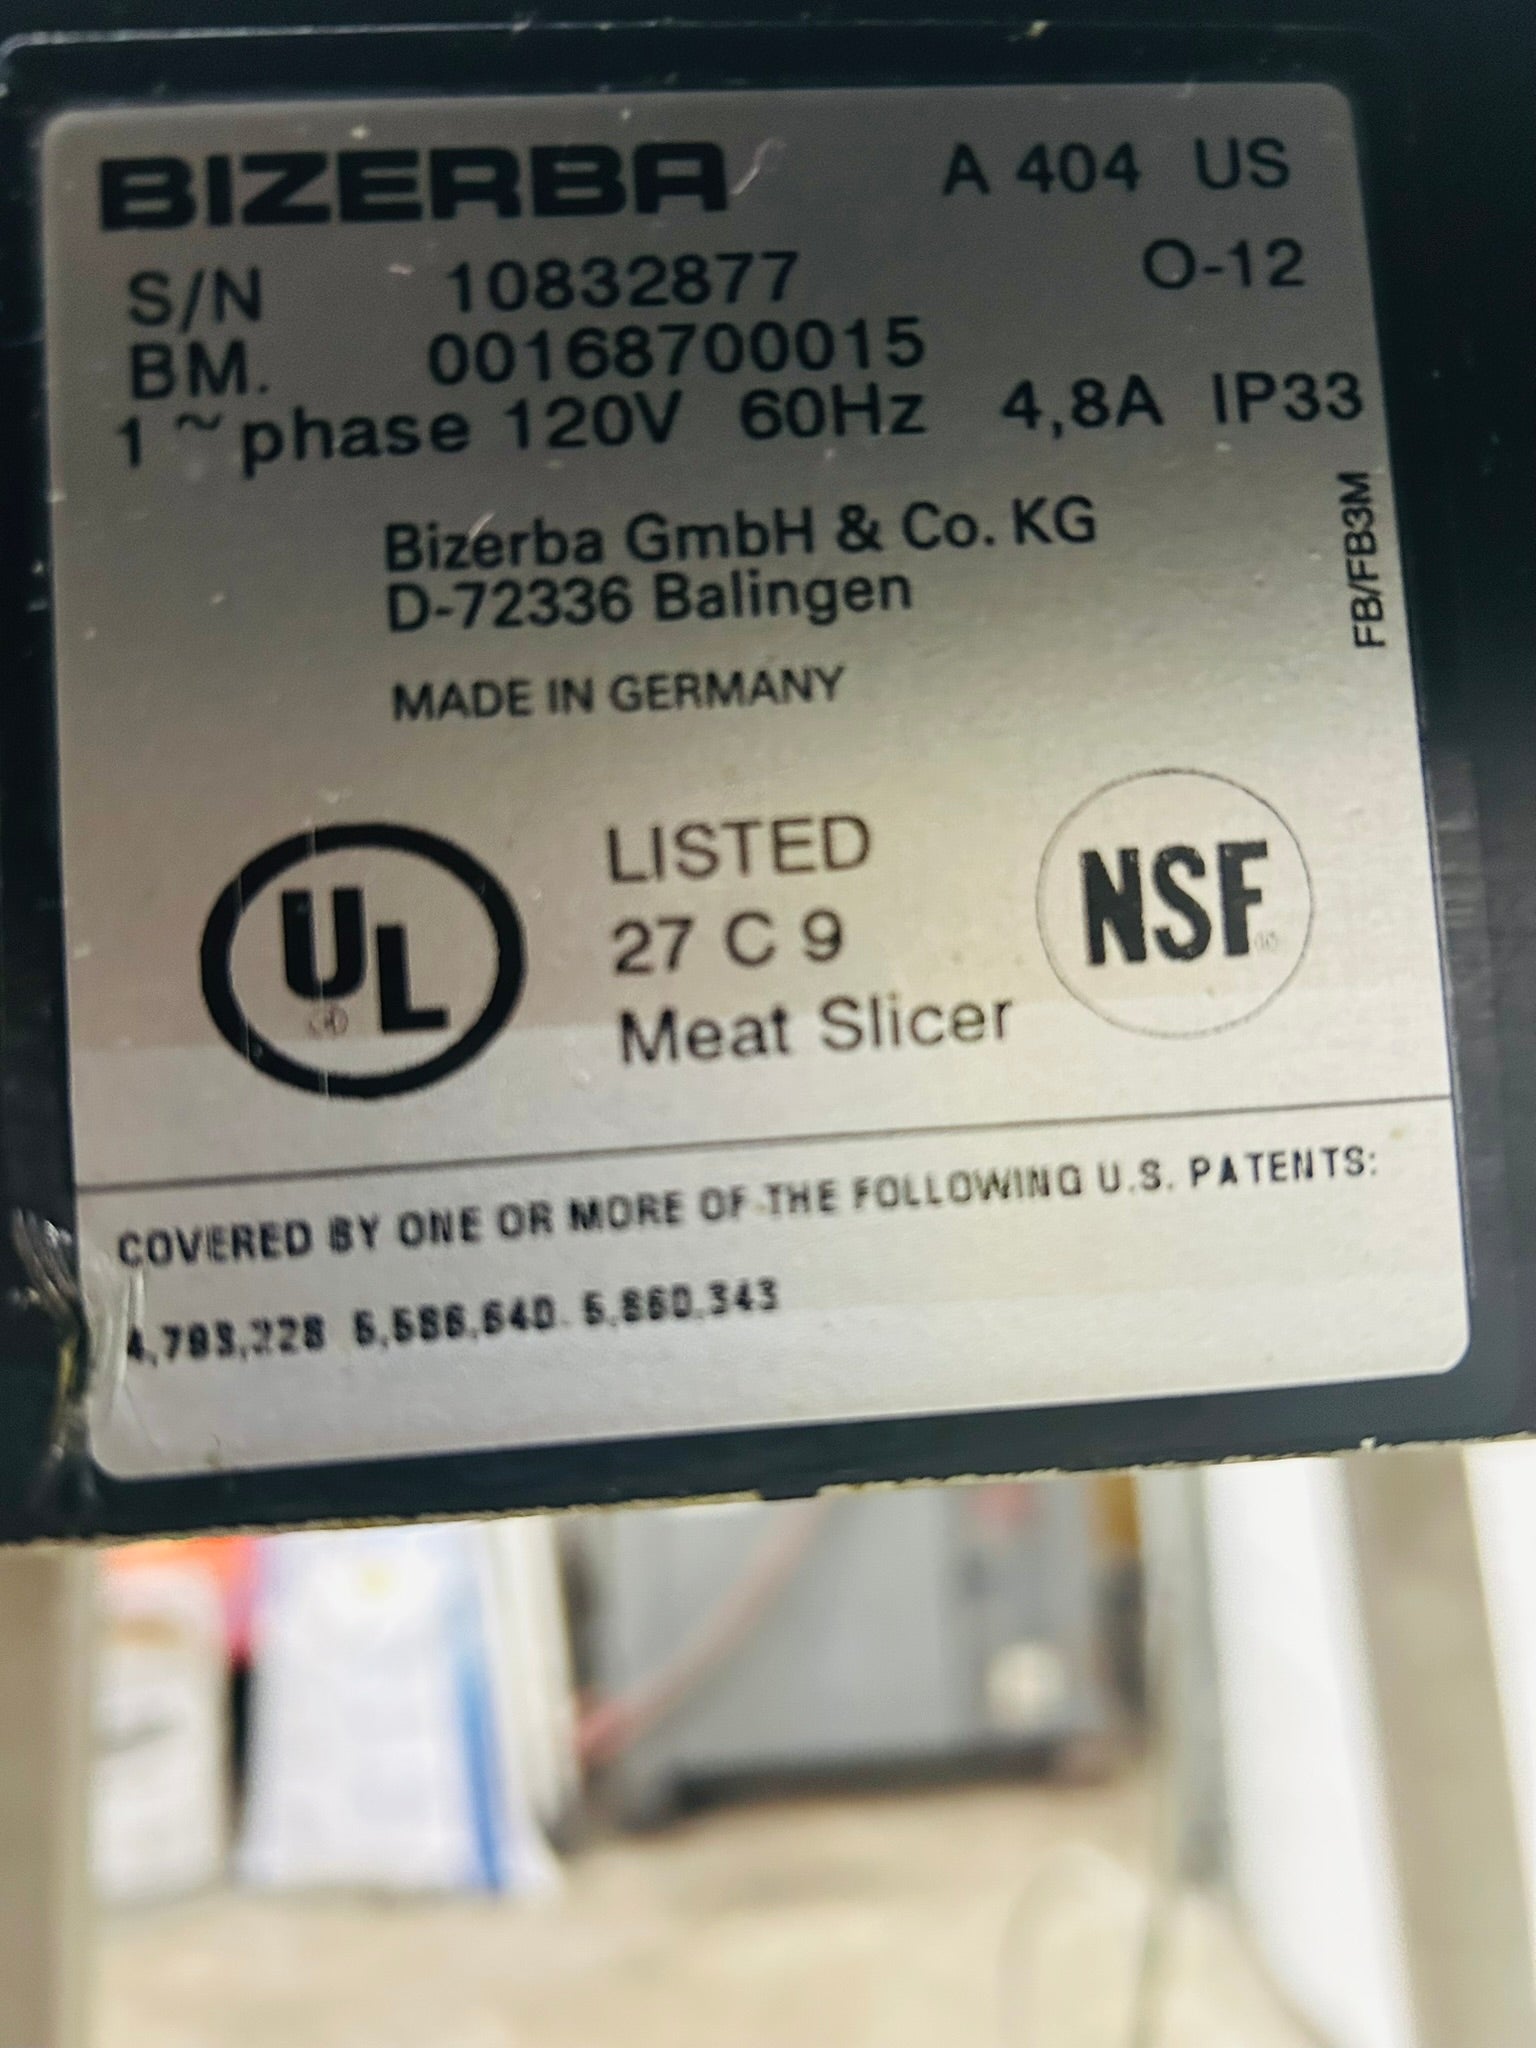 BIZERBA A 404 US
S/N 10832877 O-12
BM. 00168700015
1 ~ phase 120V 60Hz 4,8A IP33
Bizerba GmbH & Co. KG
D-72336 Balingen
MADE IN GERMANY
FB/FB3M
UL
LISTED
27 C 9
Meat Slicer
NSF
COVERED BY ONE OR MORE OF THE FOLLOWING U.S. PATENTS: